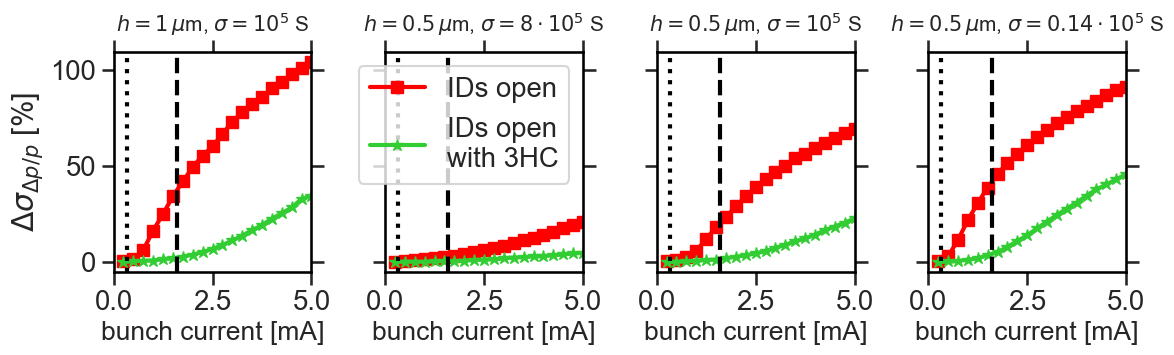 h = 1 μm, σ = 10⁵ S
h = 0.5 μm, σ = 8 · 10⁵ S
h = 0.5 μm, σ = 10⁵ S
h = 0.5 μm, σ = 0.14 · 10⁵ S
Δσ_Δp/p [%]
100
50
0
IDs open
IDs open
with 3HC
0.0 2.5 5.0
0.0 2.5 5.0
0.0 2.5 5.0
0.0 2.5 5.0
bunch current [mA]
bunch current [mA]
bunch current [mA]
bunch current [mA]